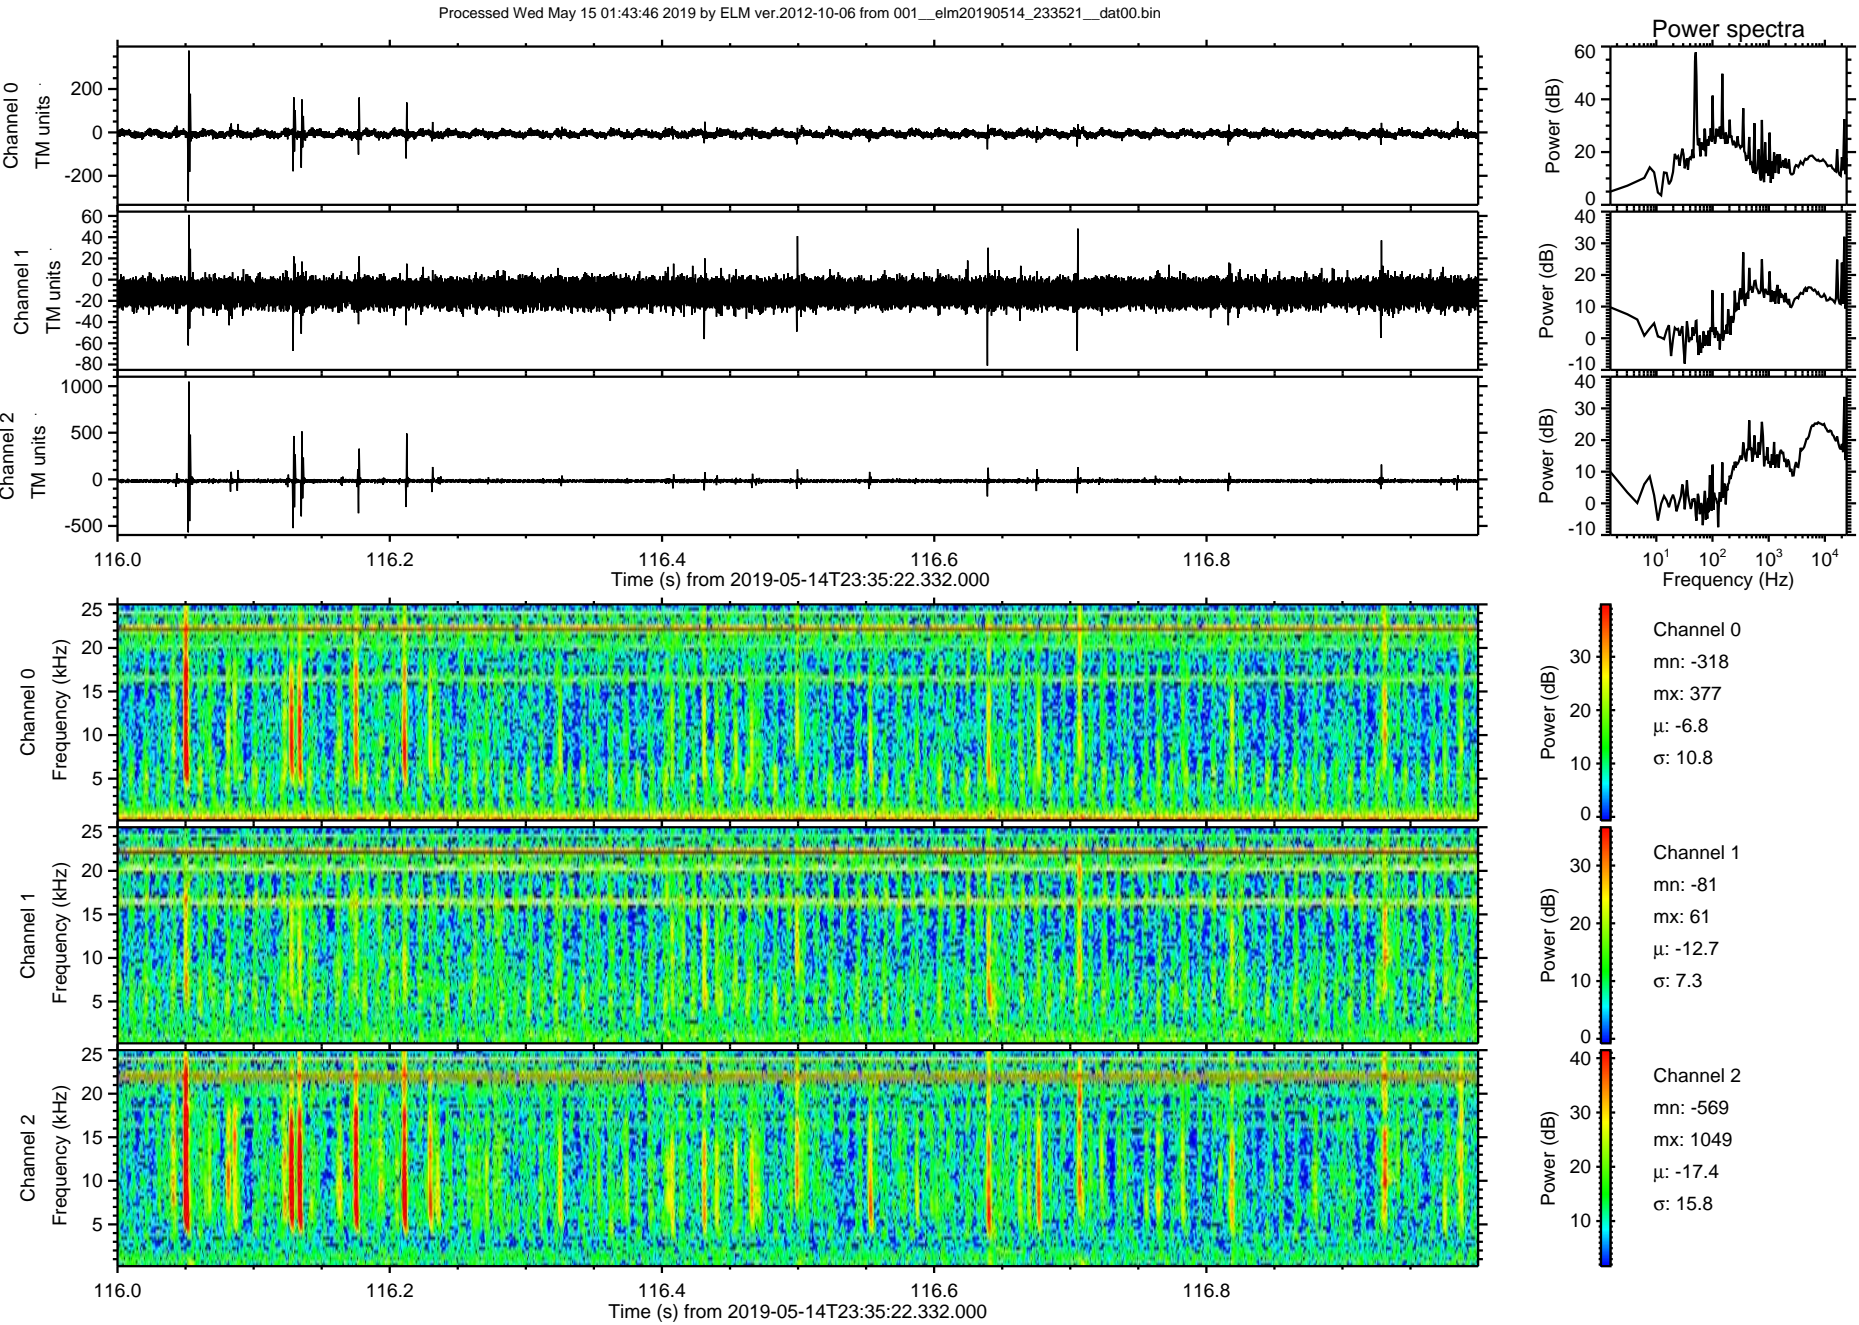 Processed Wed May 15 01:43:46 2019 by ELM ver.2012-10-06 from 001__elm20190514_233521__dat00.bin
Power spectra
Channel 0
TM units
200
0
-200
Power (dB)
60
40
20
0
Channel 1
TM units
60
40
20
0
-20
-40
-60
-80
Power (dB)
40
30
20
10
0
-10
Channel 2
TM units
1000
500
0
-500
Power (dB)
40
30
20
10
0
-10
116.0 116.2 116.4 116.6 116.8
Time (s) from 2019-05-14T23:35:22.332.000
10^1 10^2 10^3 10^4
Frequency (Hz)
Channel 0
Frequency (kHz)
25
20
15
10
5
Power (dB)
30
20
10
0
Channel 0
mn: -318
mx: 377
μ: -6.8
σ: 10.8
Channel 1
Frequency (kHz)
25
20
15
10
5
Power (dB)
30
20
10
0
Channel 1
mn: -81
mx: 61
μ: -12.7
σ: 7.3
Channel 2
Frequency (kHz)
25
20
15
10
5
Power (dB)
40
30
20
10
Channel 2
mn: -569
mx: 1049
μ: -17.4
σ: 15.8
116.0 116.2 116.4 116.6 116.8
Time (s) from 2019-05-14T23:35:22.332.000